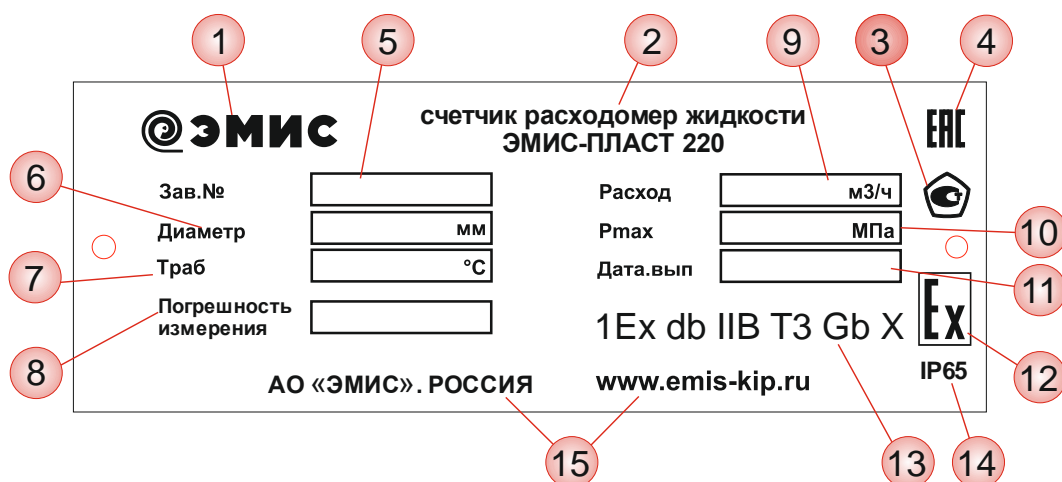 1
5
2
9
3
4
ЭМИС
счетчик расходомер жидкости
ЭМИС-ПЛАСТ 220
ЕАС
6
Зав.№
Расход
м3/ч
Диаметр
мм
Pmax
МПа
10
7
Траб
°C
Дата.вып
11
Погрешность
измерения
8
1Ex db IIB T3 Gb X
Ex
12
IP65
АО «ЭМИС». РОССИЯ
www.emis-kip.ru
15
13
14